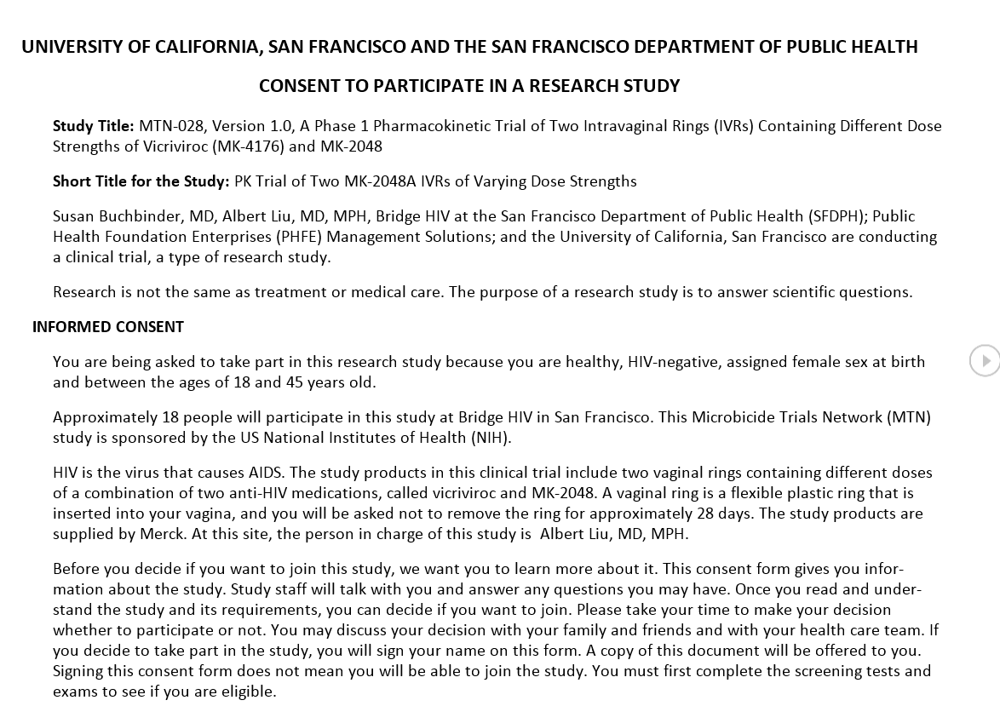 UNIVERSITY OF CALIFORNIA, SAN FRANCISCO AND THE SAN FRANCISCO DEPARTMENT OF PUBLIC HEALTH
CONSENT TO PARTICIPATE IN A RESEARCH STUDY
Study Title: MTN-028, Version 1.0, A Phase 1 Pharmacokinetic Trial of Two Intravaginal Rings (IVRs) Containing Different Dose
Strengths of Vicriviroc (MK-4176) and MK-2048
Short Title for the Study: PK Trial of Two MK-2048A IVRs of Varying Dose Strengths
Susan Buchbinder, MD, Albert Liu, MD, MPH, Bridge HIV at the San Francisco Department of Public Health (SFDPH); Public
Health Foundation Enterprises (PHFE) Management Solutions; and the University of California, San Francisco are conducting
a clinical trial, a type of research study.
Research is not the same as treatment or medical care. The purpose of a research study is to answer scientific questions.
INFORMED CONSENT
You are being asked to take part in this research study because you are healthy, HIV-negative, assigned female sex at birth
and between the ages of 18 and 45 years old.
Approximately 18 people will participate in this study at Bridge HIV in San Francisco. This Microbicide Trials Network (MTN)
study is sponsored by the US National Institutes of Health (NIH).
HIV is the virus that causes AIDS. The study products in this clinical trial include two vaginal rings containing different doses
of a combination of two anti-HIV medications, called vicriviroc and MK-2048. A vaginal ring is a flexible plastic ring that is
inserted into your vagina, and you will be asked not to remove the ring for approximately 28 days. The study products are
supplied by Merck. At this site, the person in charge of this study is Albert Liu, MD, MPH.
Before you decide if you want to join this study, we want you to learn more about it. This consent form gives you infor-
mation about the study. Study staff will talk with you and answer any questions you may have. Once you read and under-
stand the study and its requirements, you can decide if you want to join. Please take your time to make your decision
whether to participate or not. You may discuss your decision with your family and friends and with your health care team. If
you decide to take part in the study, you will sign your name on this form. A copy of this document will be offered to you.
Signing this consent form does not mean you will be able to join the study. You must first complete the screening tests and
exams to see if you are eligible.